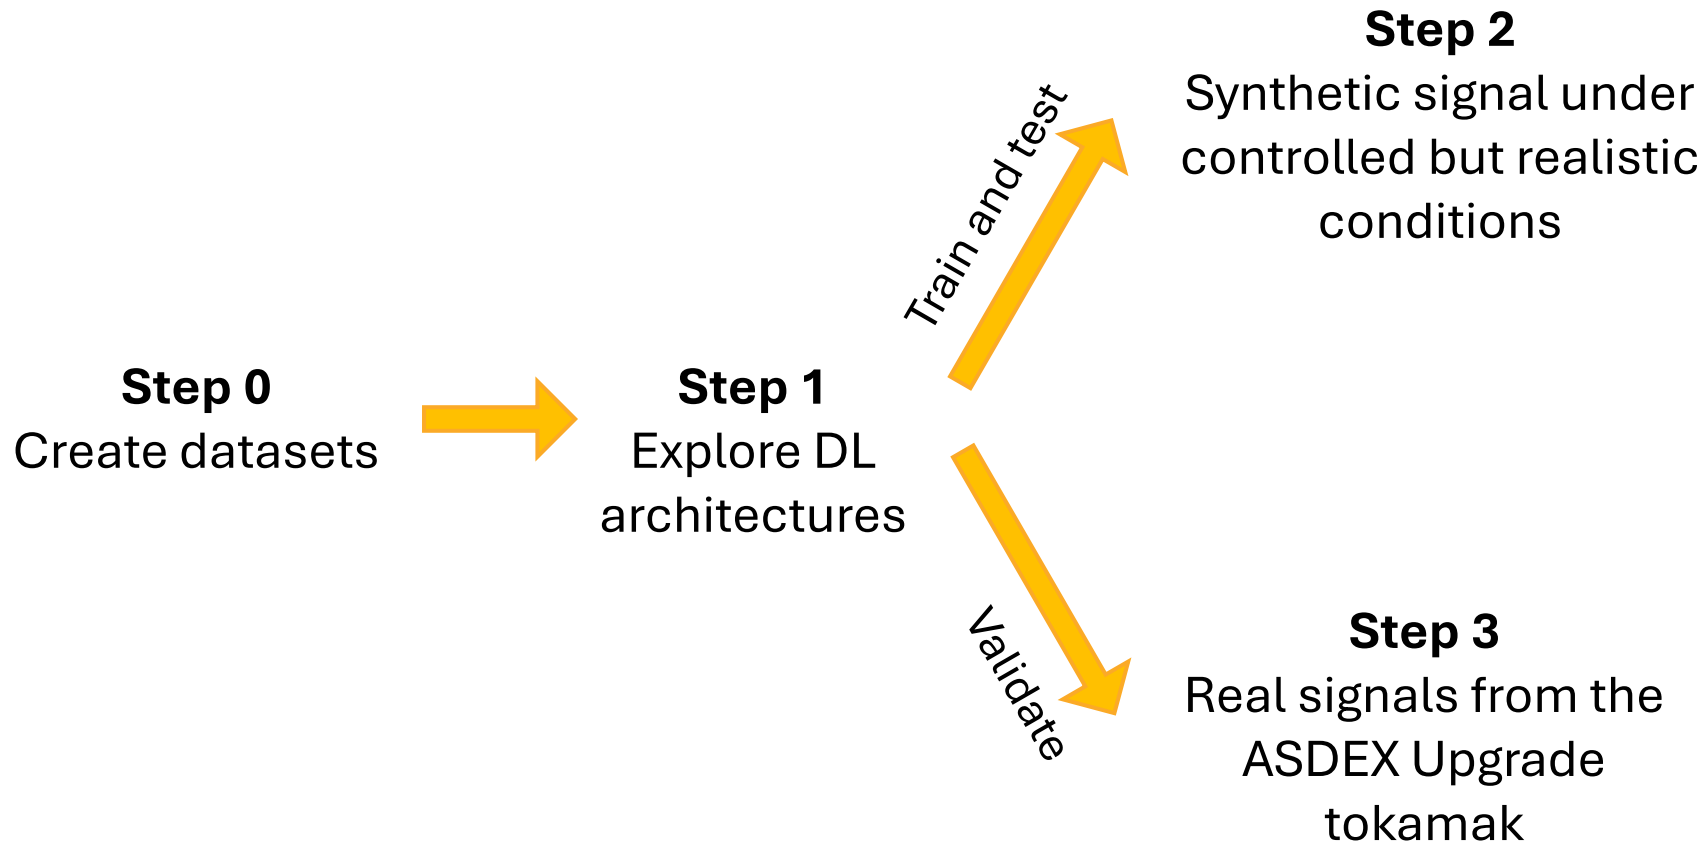 Step 0
Create datasets
Step 1
Explore DL
architectures
Train and test
Step 2
Synthetic signal under
controlled but realistic
conditions
Validate
Step 3
Real signals from the
ASDEX Upgrade
tokamak